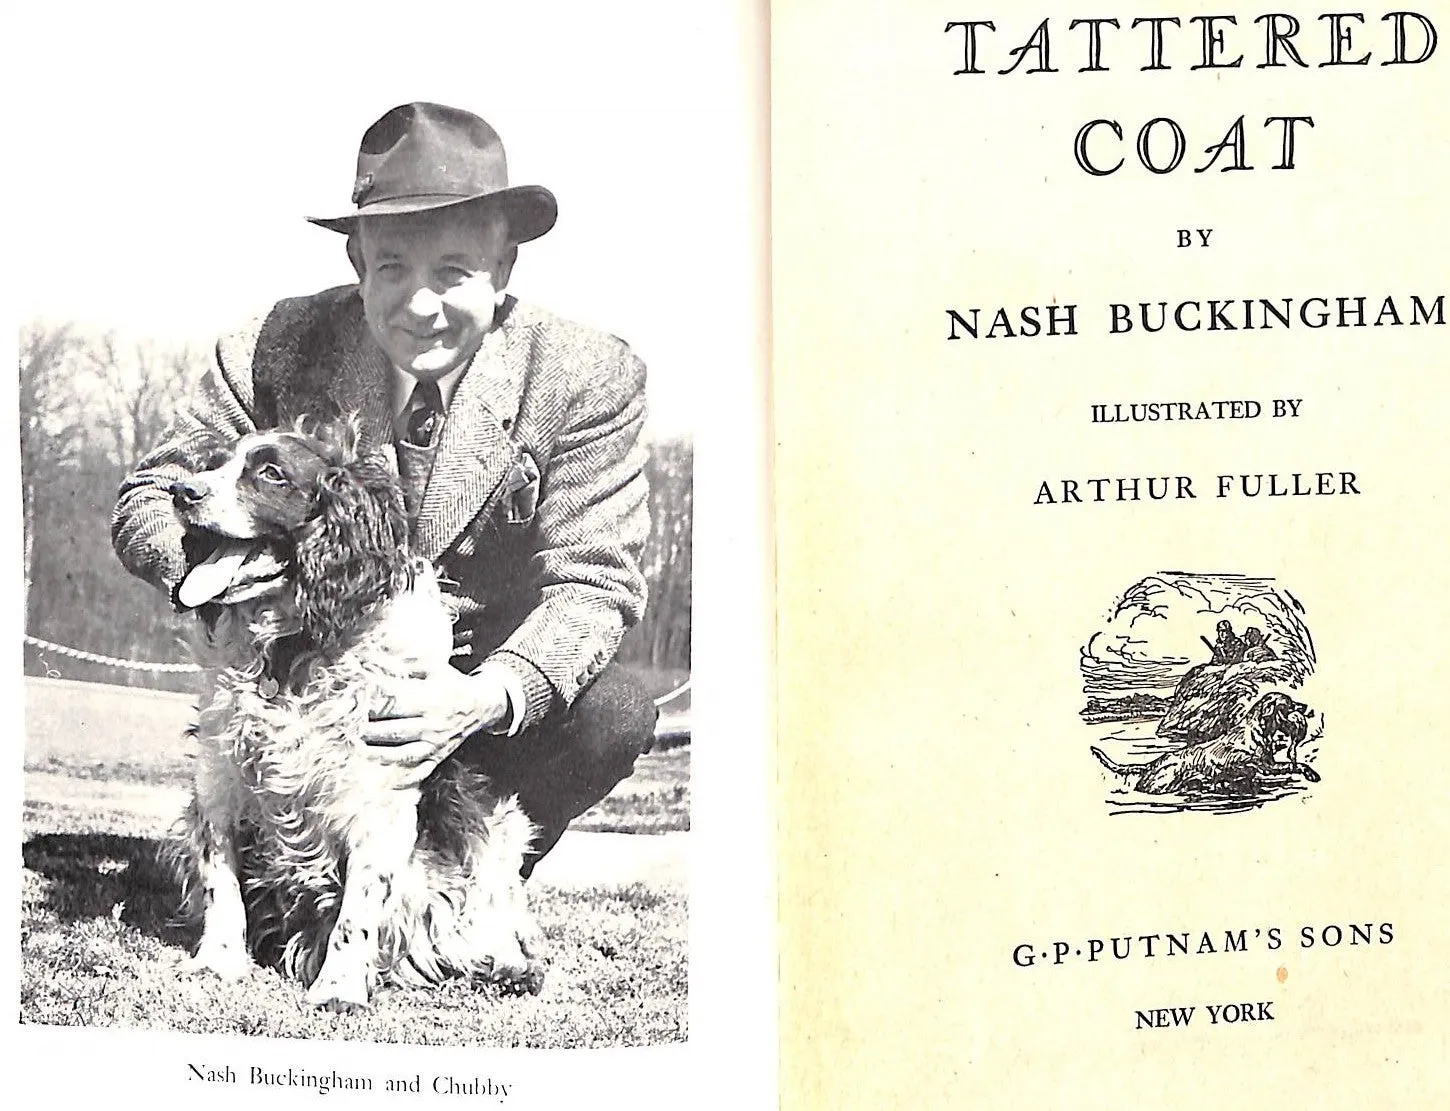 Nash Buckingham and Chubby
TATTERED
COAT
BY
NASH BUCKINGHAM
ILLUSTRATED BY
ARTHUR FULLER
G·P·PUTNAM'S SONS
NEW YORK